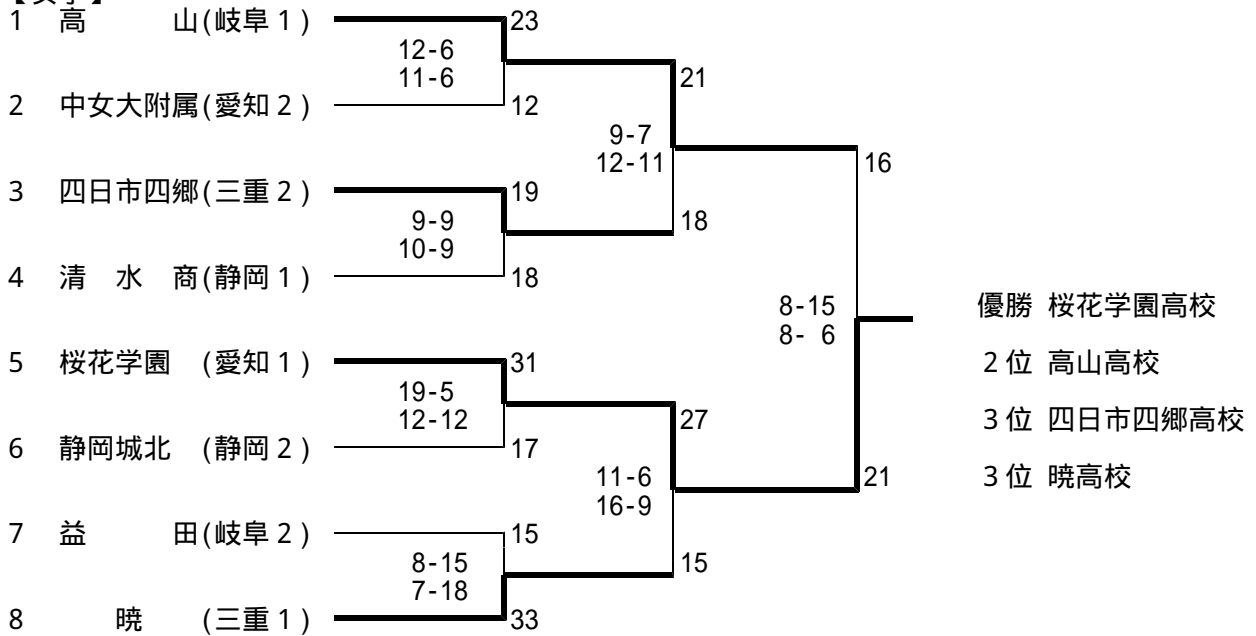 1 高 山(岐阜 1 ) 23
12-6
11-6
21
2 中女大附属(愛知 2 ) 12
9-7
12-11
16
3 四日市四郷(三重 2 ) 19
9-9
10-9
18
4 清 水 商(静岡 1 ) 18
8-15
8- 6
優勝 桜花学園高校
5 桜花学園 (愛知 1 ) 31
2 位 高山高校
19-5
12-12
27
3 位 四日市四郷高校
6 静岡城北 (静岡 2 ) 17
11-6
16-9
21
3 位 暁高校
7 益 田(岐阜 2 ) 15
8-15
7-18
15
8 暁 (三重 1 ) 33